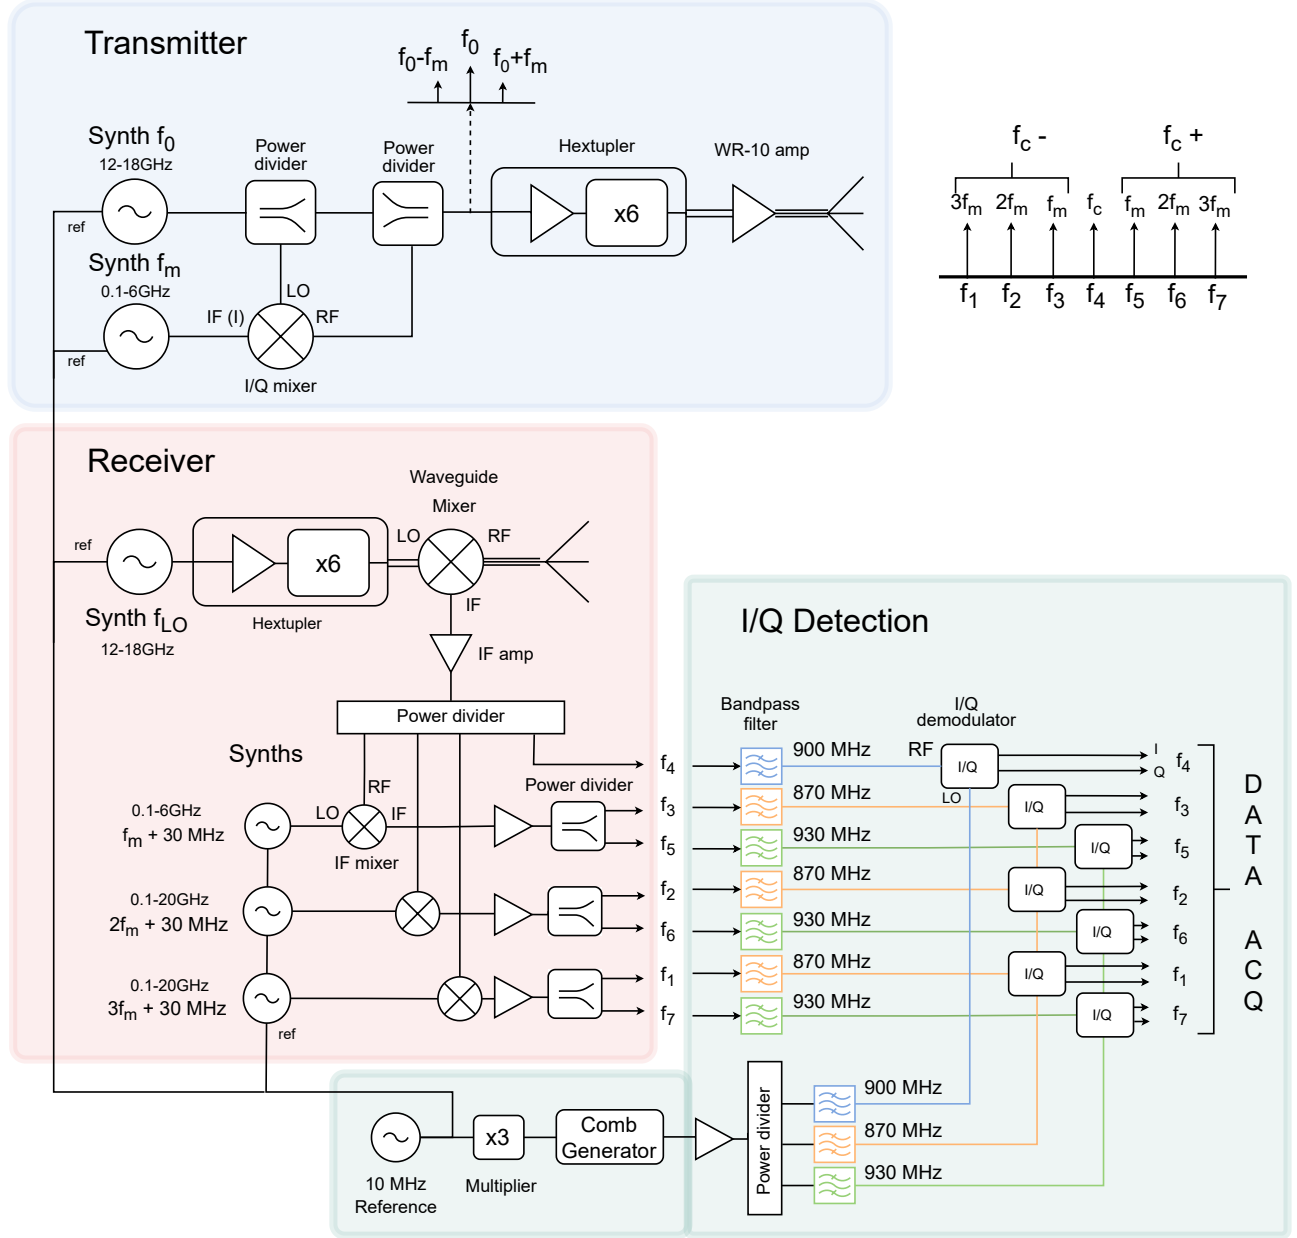 Transmitter
f0-fm
f0
f0+fm
Synth f0
12-18GHz
Power
divider
Power
divider
Hextupler
WR-10 amp
x6
ref
Synth fm
0.1-6GHz
LO
IF (I)
RF
ref
I/Q mixer
fc -
fc +
3fm 2fm fm fc fm 2fm 3fm
f1 f2 f3 f4 f5 f6 f7
Receiver
Waveguide
Mixer
ref
LO
RF
x6
IF
Synth fLO
12-18GHz
Hextupler
IF amp
Power divider
Synths
RF
Power divider
0.1-6GHz
fm + 30 MHz
LO
IF
IF mixer
0.1-20GHz
2fm + 30 MHz
0.1-20GHz
3fm + 30 MHz
ref
f4
f3
f5
f2
f6
f1
f7
I/Q Detection
Bandpass
filter
I/Q
demodulator
900 MHz
RF
I/Q
LO
I
Q
f4
870 MHz
I/Q
f3
930 MHz
I/Q
f5
870 MHz
I/Q
f2
930 MHz
I/Q
f6
870 MHz
I/Q
f1
930 MHz
I/Q
f7
DATA ACQ
10 MHz
Reference
x3
Multiplier
Comb
Generator
Power divider
900 MHz
870 MHz
930 MHz